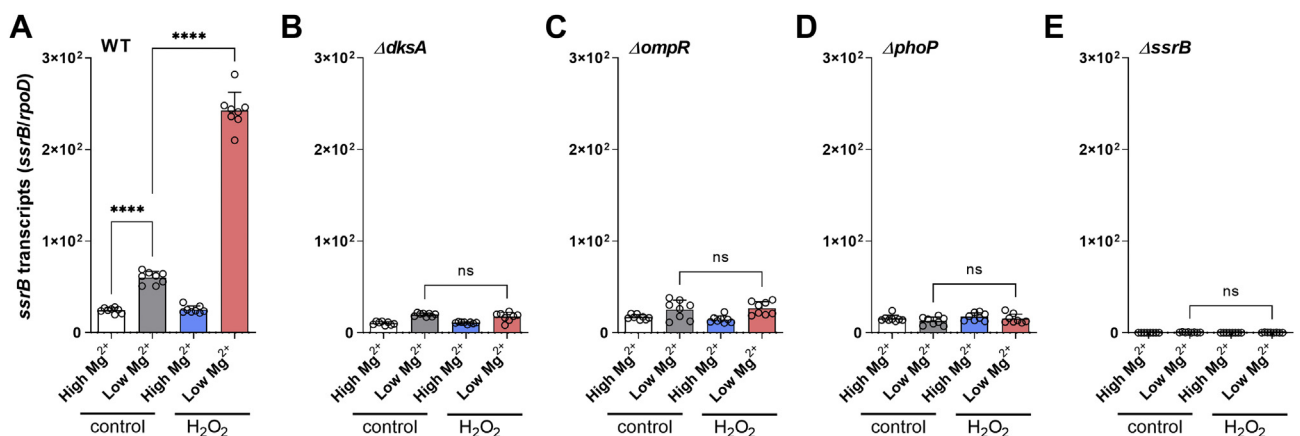 A
WT
ssrB transcripts (ssrB/rpoD)
3×10²
2×10²
1×10²
0
****
****
High Mg²⁺
Low Mg²⁺
High Mg²⁺
Low Mg²⁺
control
H₂O₂
B
ΔdksA
3×10²
2×10²
1×10²
0
ns
High Mg²⁺
Low Mg²⁺
High Mg²⁺
Low Mg²⁺
control
H₂O₂
C
ΔompR
3×10²
2×10²
1×10²
0
ns
High Mg²⁺
Low Mg²⁺
High Mg²⁺
Low Mg²⁺
control
H₂O₂
D
ΔphoP
3×10²
2×10²
1×10²
0
ns
High Mg²⁺
Low Mg²⁺
High Mg²⁺
Low Mg²⁺
control
H₂O₂
E
ΔssrB
3×10²
2×10²
1×10²
0
ns
High Mg²⁺
Low Mg²⁺
High Mg²⁺
Low Mg²⁺
control
H₂O₂